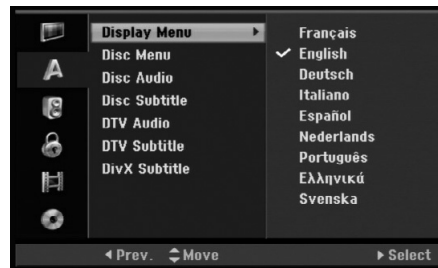 A
Display Menu
Disc Menu
Disc Audio
Disc Subtitle
DTV Audio
DTV Subtitle
DivX Subtitle
Français
English
Deutsch
Italiano
Español
Nederlands
Português
Ελληνικά
Svenska
Prev. Move Select